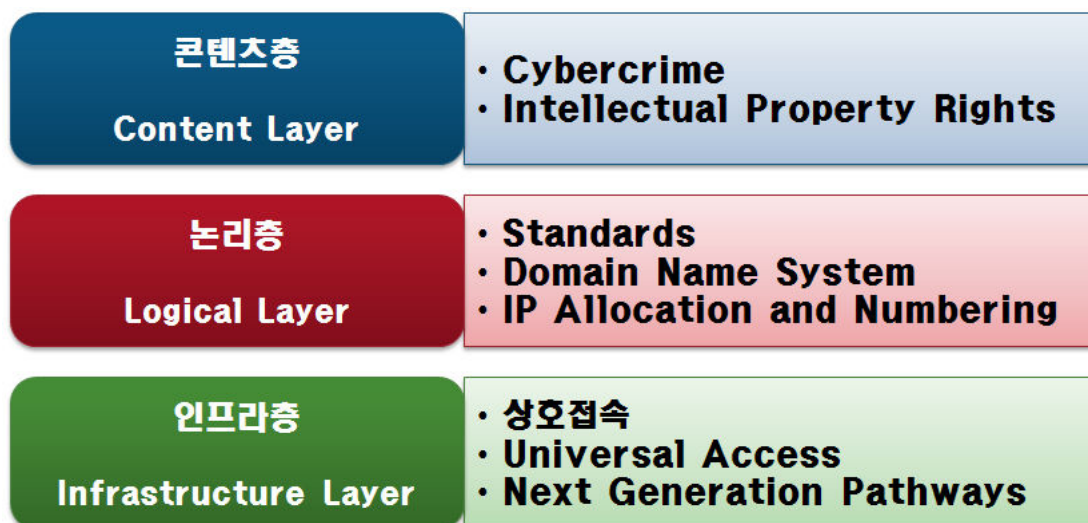 콘텐츠층
Content Layer
· Cybercrime
· Intellectual Property Rights
논리층
Logical Layer
· Standards
· Domain Name System
· IP Allocation and Numbering
인프라층
Infrastructure Layer
· 상호접속
· Universal Access
· Next Generation Pathways